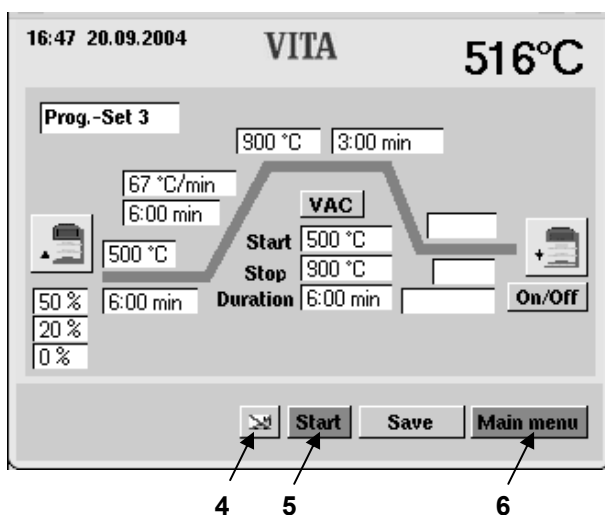 16:47 20.09.2004 VITA 516°C
Prog.-Set 3
900 °C 3:00 min
67 °C/min
6:00 min
VAC
500 °C
Start 500 °C
Stop 900 °C
Duration 6:00 min
50 % 6:00 min
20 %
0 %
On/Off
Start Save Main menu
4 5 6